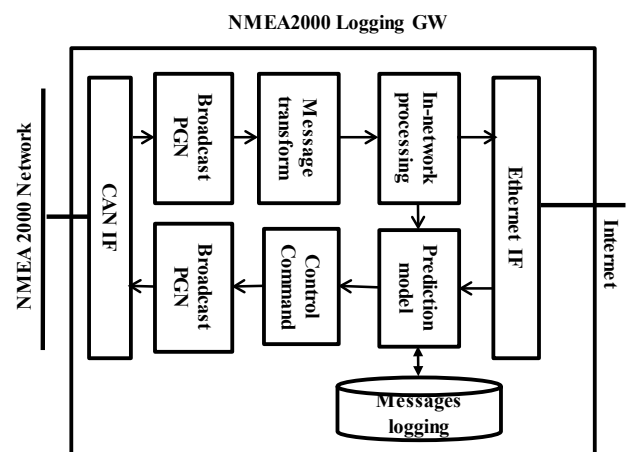 NMEA2000 Logging GW
NMEA 2000 Network
CAN IF
Broadcast
PGN
Message
transform
In-network
processing
Ethernet IF
Internet
Broadcast
PGN
Control
Command
Prediction
model
Messages
logging